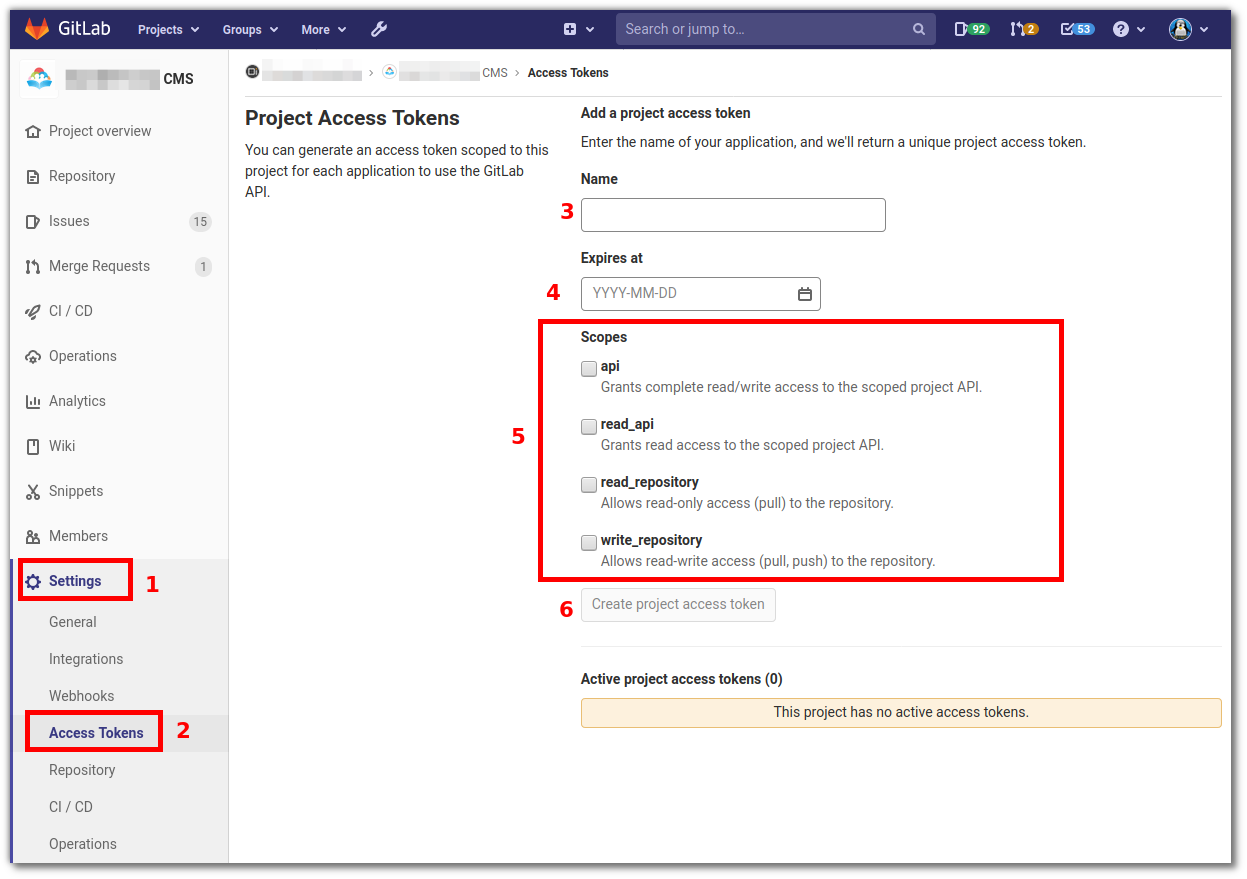 GitLab Projects Groups More Search or jump to... 92 2 53
CMS
CMS › Access Tokens
Project overview
Repository
Issues 15
Merge Requests 1
CI / CD
Operations
Analytics
Wiki
Snippets
Members
Settings 1
General
Integrations
Webhooks
Access Tokens 2
Repository
CI / CD
Operations
Project Access Tokens
You can generate an access token scoped to this
project for each application to use the GitLab
API.
Add a project access token
Enter the name of your application, and we'll return a unique project access token.
Name
3
Expires at
4 YYYY-MM-DD
5
Scopes
api
Grants complete read/write access to the scoped project API.
read_api
Grants read access to the scoped project API.
read_repository
Allows read-only access (pull) to the repository.
write_repository
Allows read-write access (pull, push) to the repository.
6 Create project access token
Active project access tokens (0)
This project has no active access tokens.